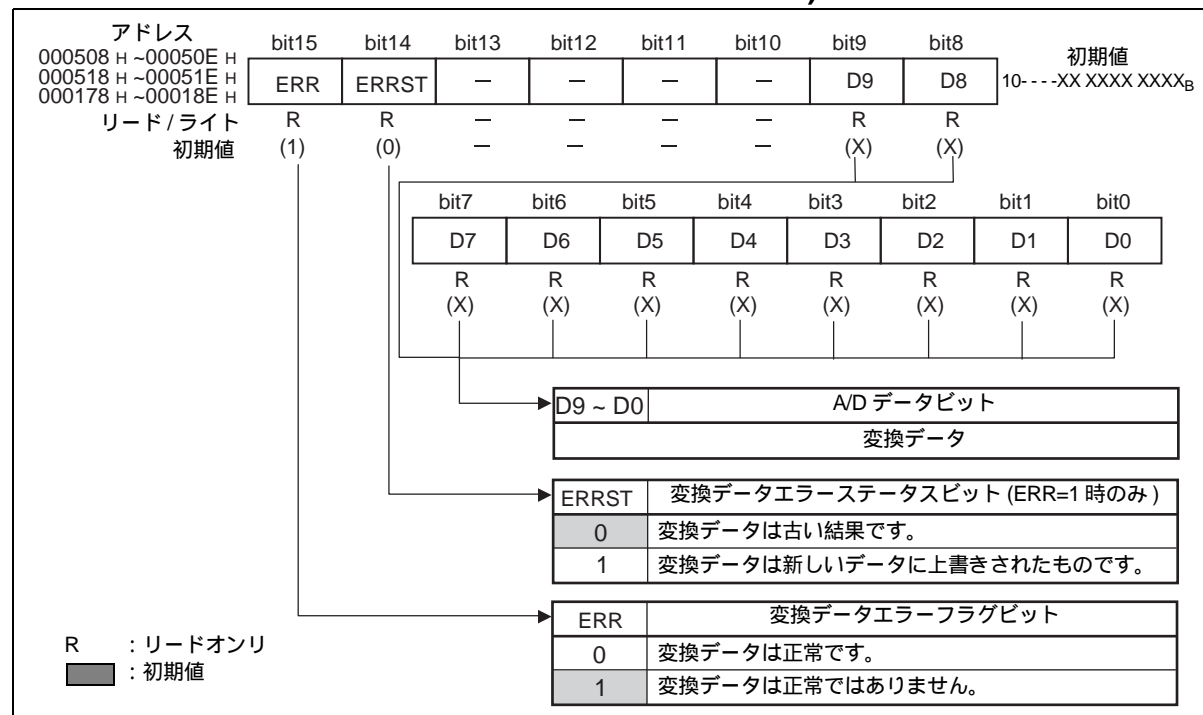 アドレス
000508 H ~00050E H
000518 H ~00051E H
000178 H ~00018E H
bit15 bit14 bit13 bit12 bit11 bit10 bit9 bit8
ERR ERRST － － － － D9 D8
初期値
10----XX XXXX XXXXB
リード / ライト R R － － － － R R
初期値 (1) (0) － － － － (X) (X)
bit7 bit6 bit5 bit4 bit3 bit2 bit1 bit0
D7 D6 D5 D4 D3 D2 D1 D0
R R R R R R R R
(X) (X) (X) (X) (X) (X) (X) (X)
D9 ~ D0 A/D データビット
変換データ
ERRST 変換データエラーステータスビット (ERR=1 時のみ )
0 変換データは古い結果です。
1 変換データは新しいデータに上書きされたものです。
ERR 変換データエラーフラグビット
0 変換データは正常です。
1 変換データは正常ではありません。
R ：リードオンリ
：初期値